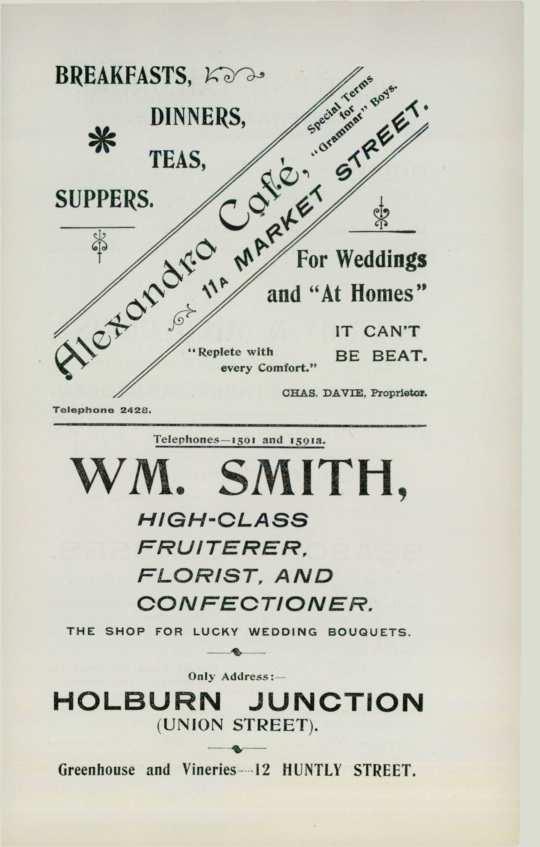 BREAKFASTS,
DINNERS,
TEAS,
SUPPERS.
Alexandra Café,
11A MARKET STREET.
Special Terms
for
"Grammar" Boys.
For Weddings
and "At Homes"
IT CAN'T
BE BEAT.
"Replete with
every Comfort."
CHAS. DAVIE, Proprietor.
Telephone 2428.
Telephones—1591 and 1591a.
WM. SMITH,
HIGH-CLASS
FRUITERER,
FLORIST, AND
CONFECTIONER.
THE SHOP FOR LUCKY WEDDING BOUQUETS.
Only Address:—
HOLBURN JUNCTION
(UNION STREET).
Greenhouse and Vineries—12 HUNTLY STREET.